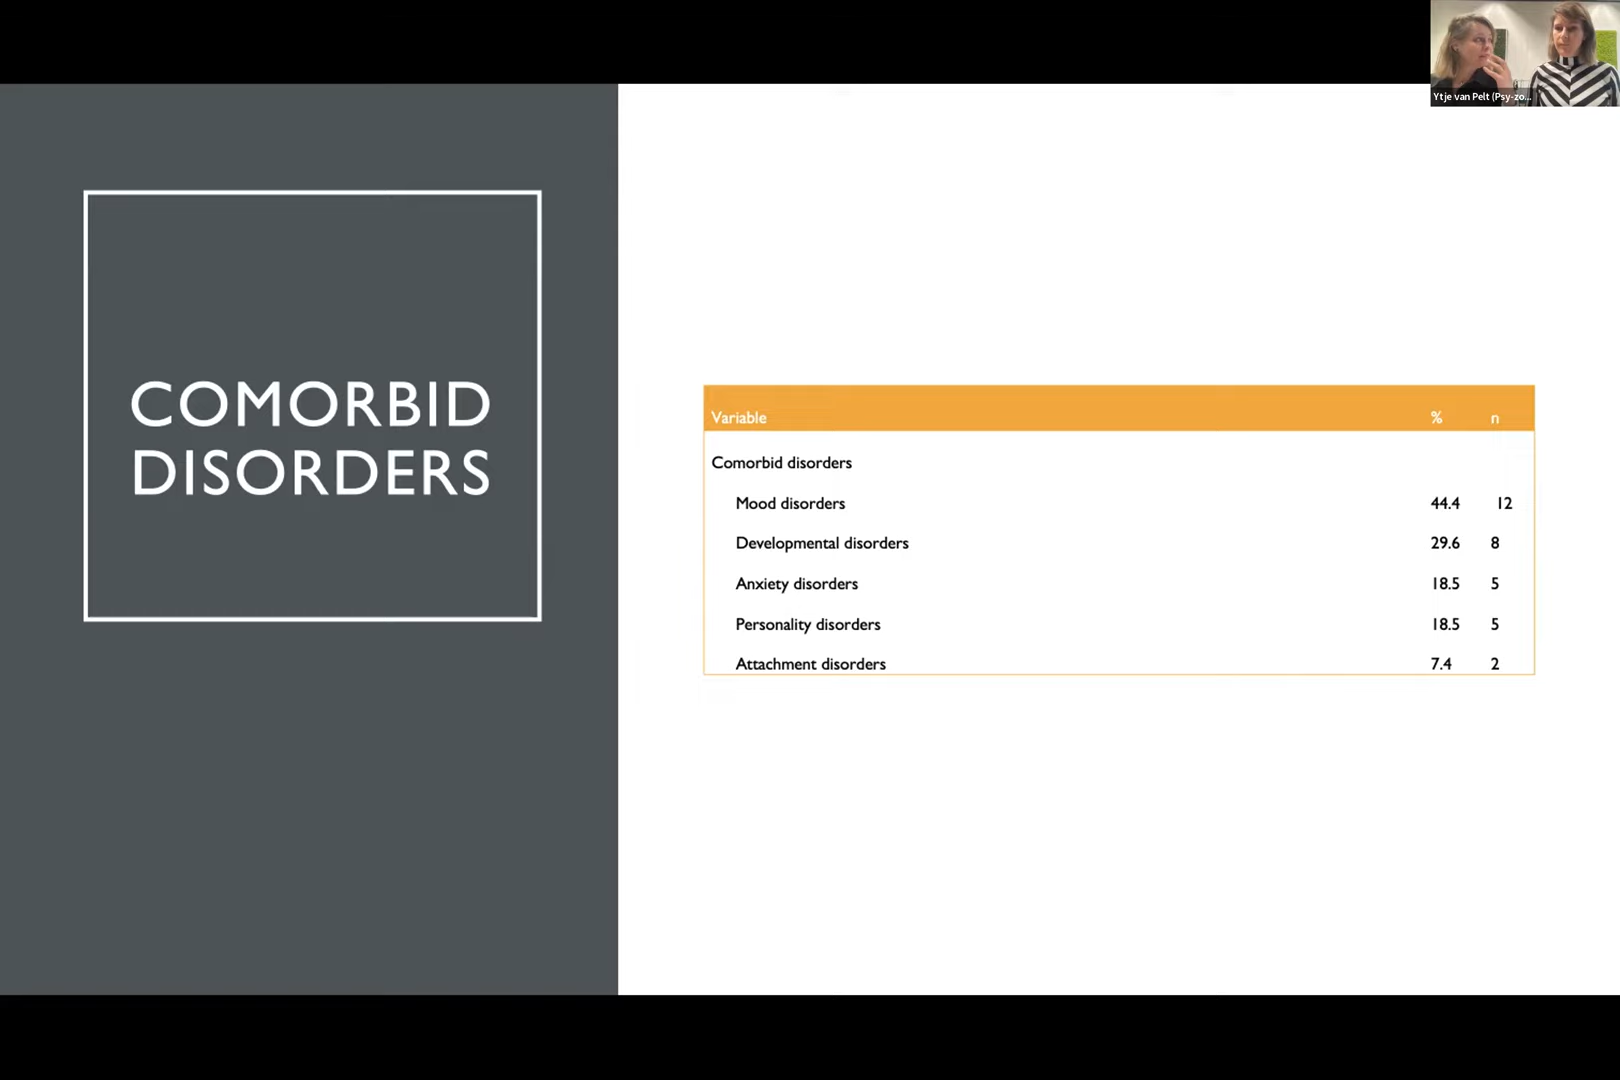 COMORBID
DISORDERS
Variable % n
Comorbid disorders
Mood disorders 44.4 12
Developmental disorders 29.6 8
Anxiety disorders 18.5 5
Personality disorders 18.5 5
Attachment disorders 7.4 2
Ytje van Pelt (Psy-zo...